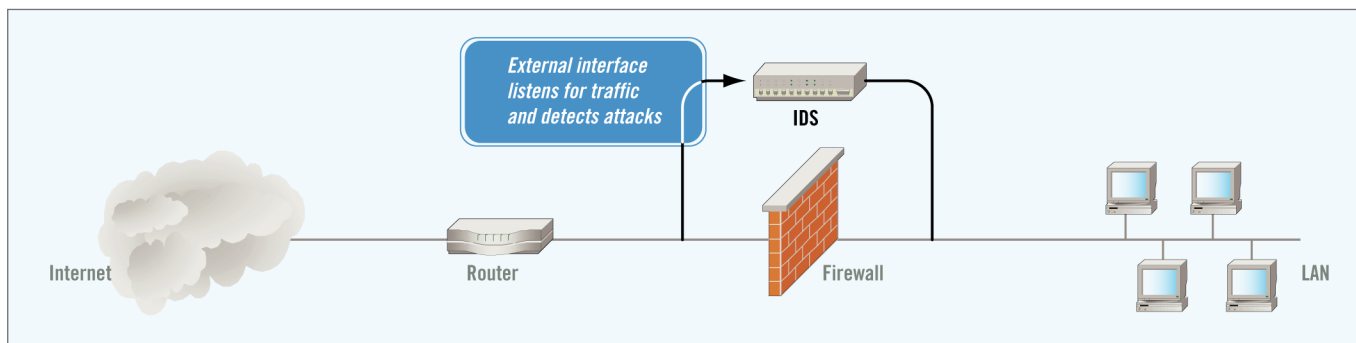 External interface
listens for traffic
and detects attacks
IDS
Internet
Router
Firewall
LAN